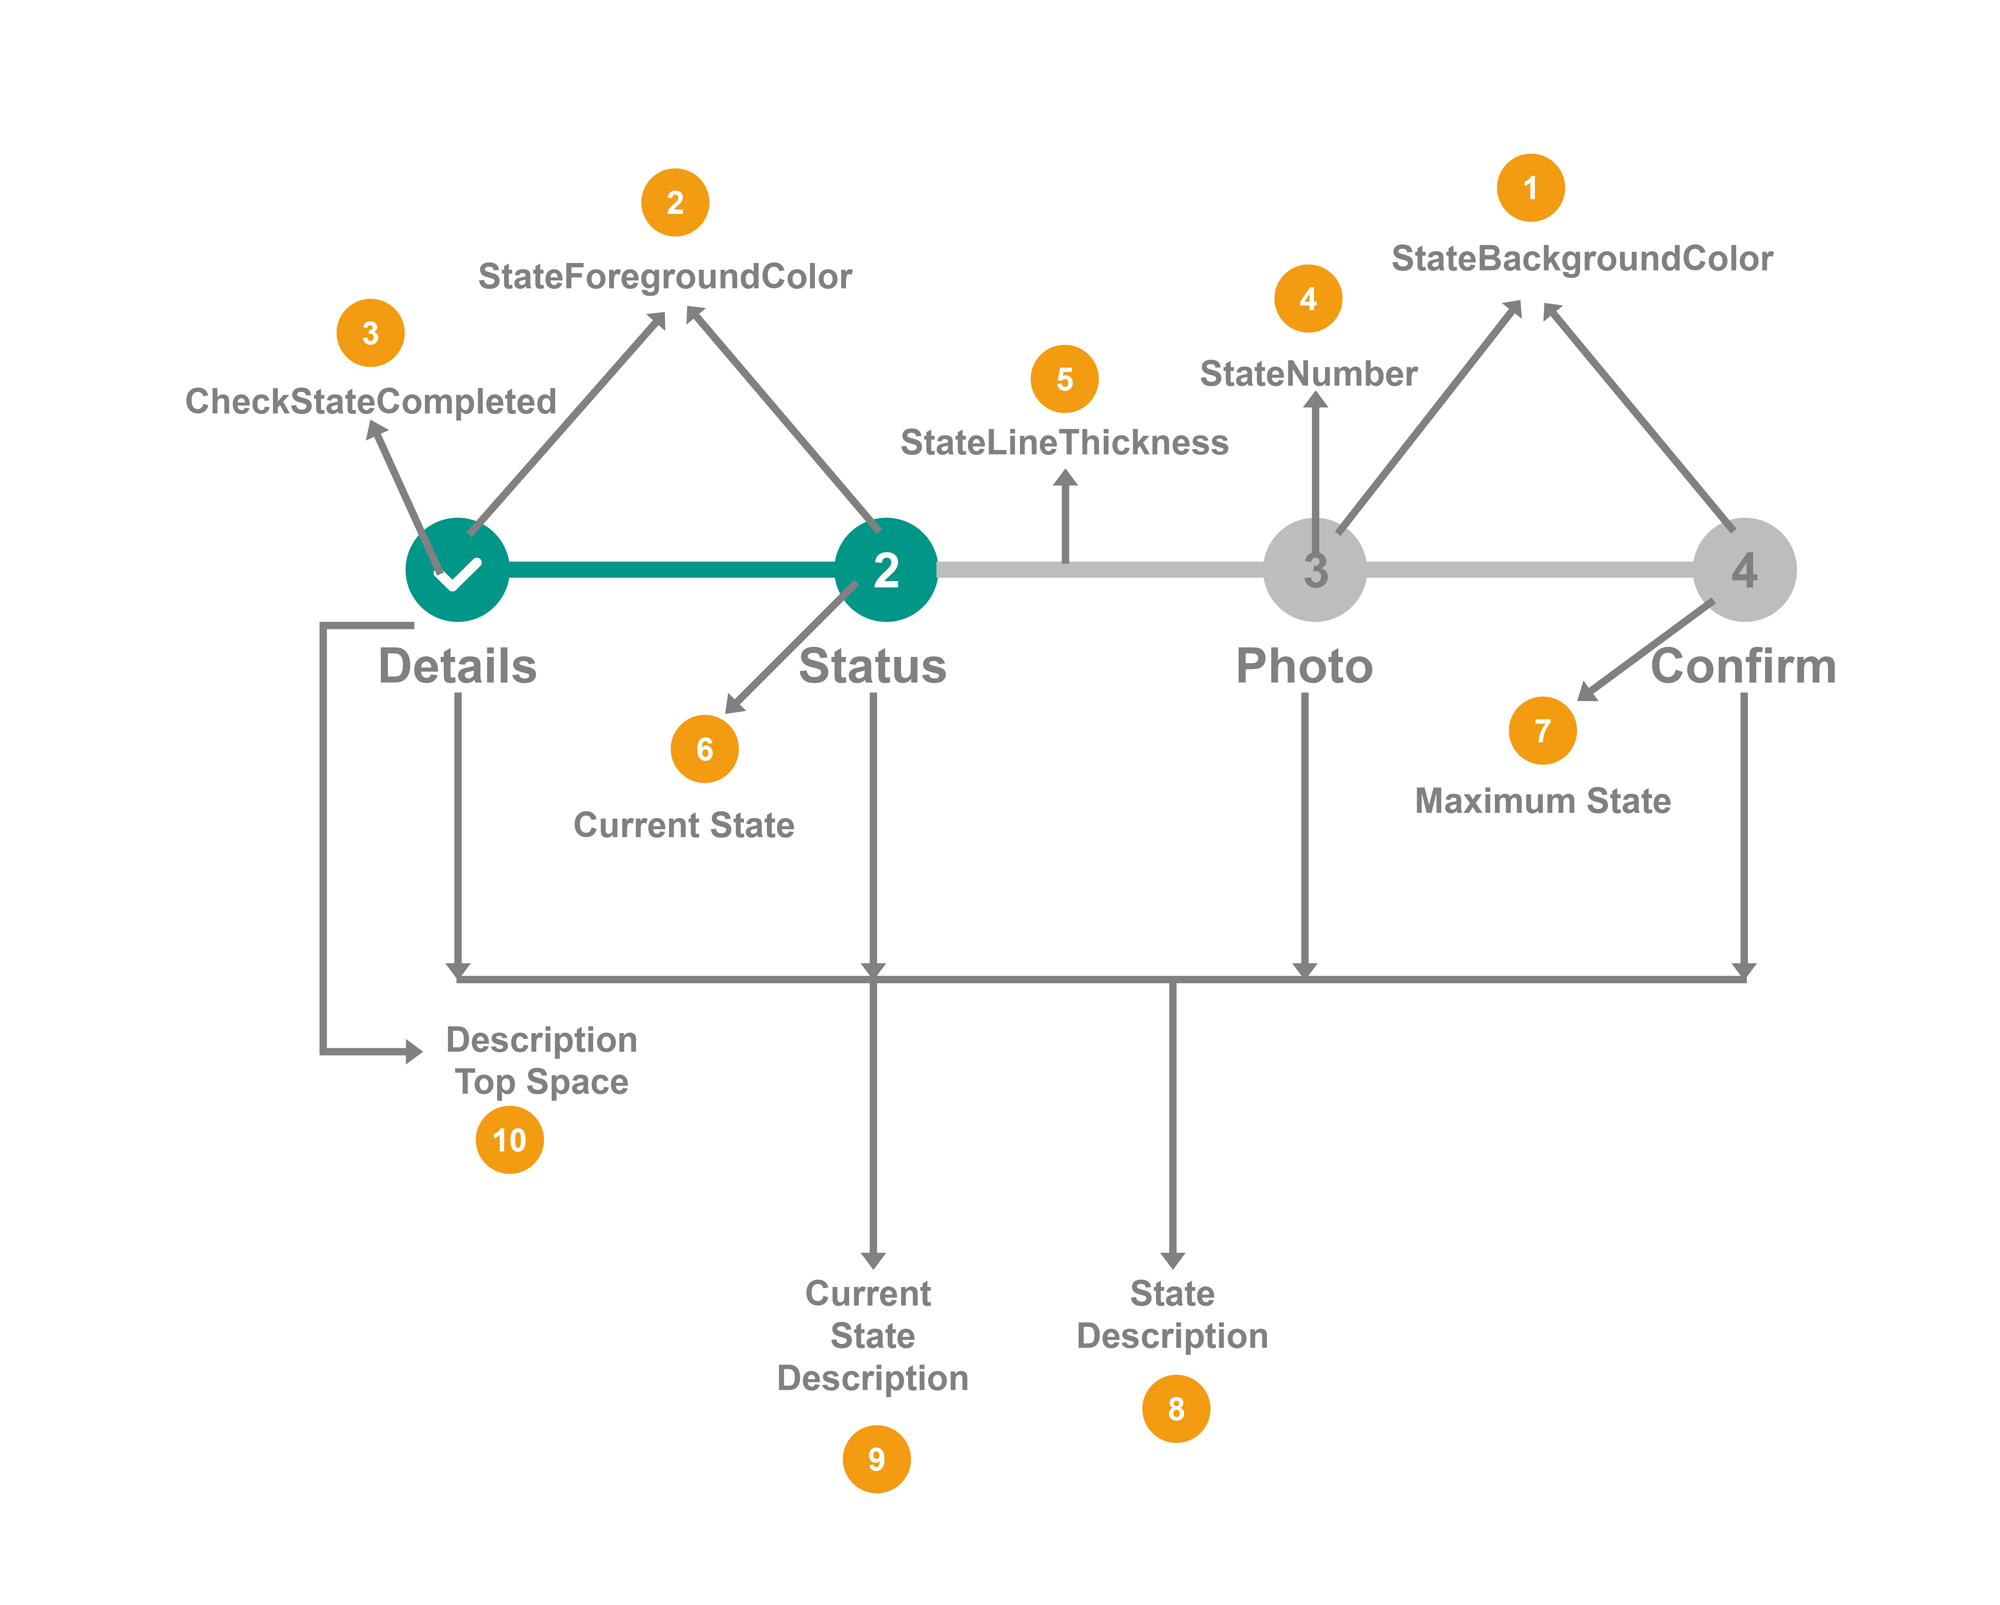 1
2
StateBackgroundColor
StateForegroundColor
4
3
StateNumber
5
CheckStateCompleted
StateLineThickness
2
3
4
Details
Status
Photo
Confirm
6
7
Maximum State
Current State
Description
Top Space
10
Current
State
Description
State
Description
8
9